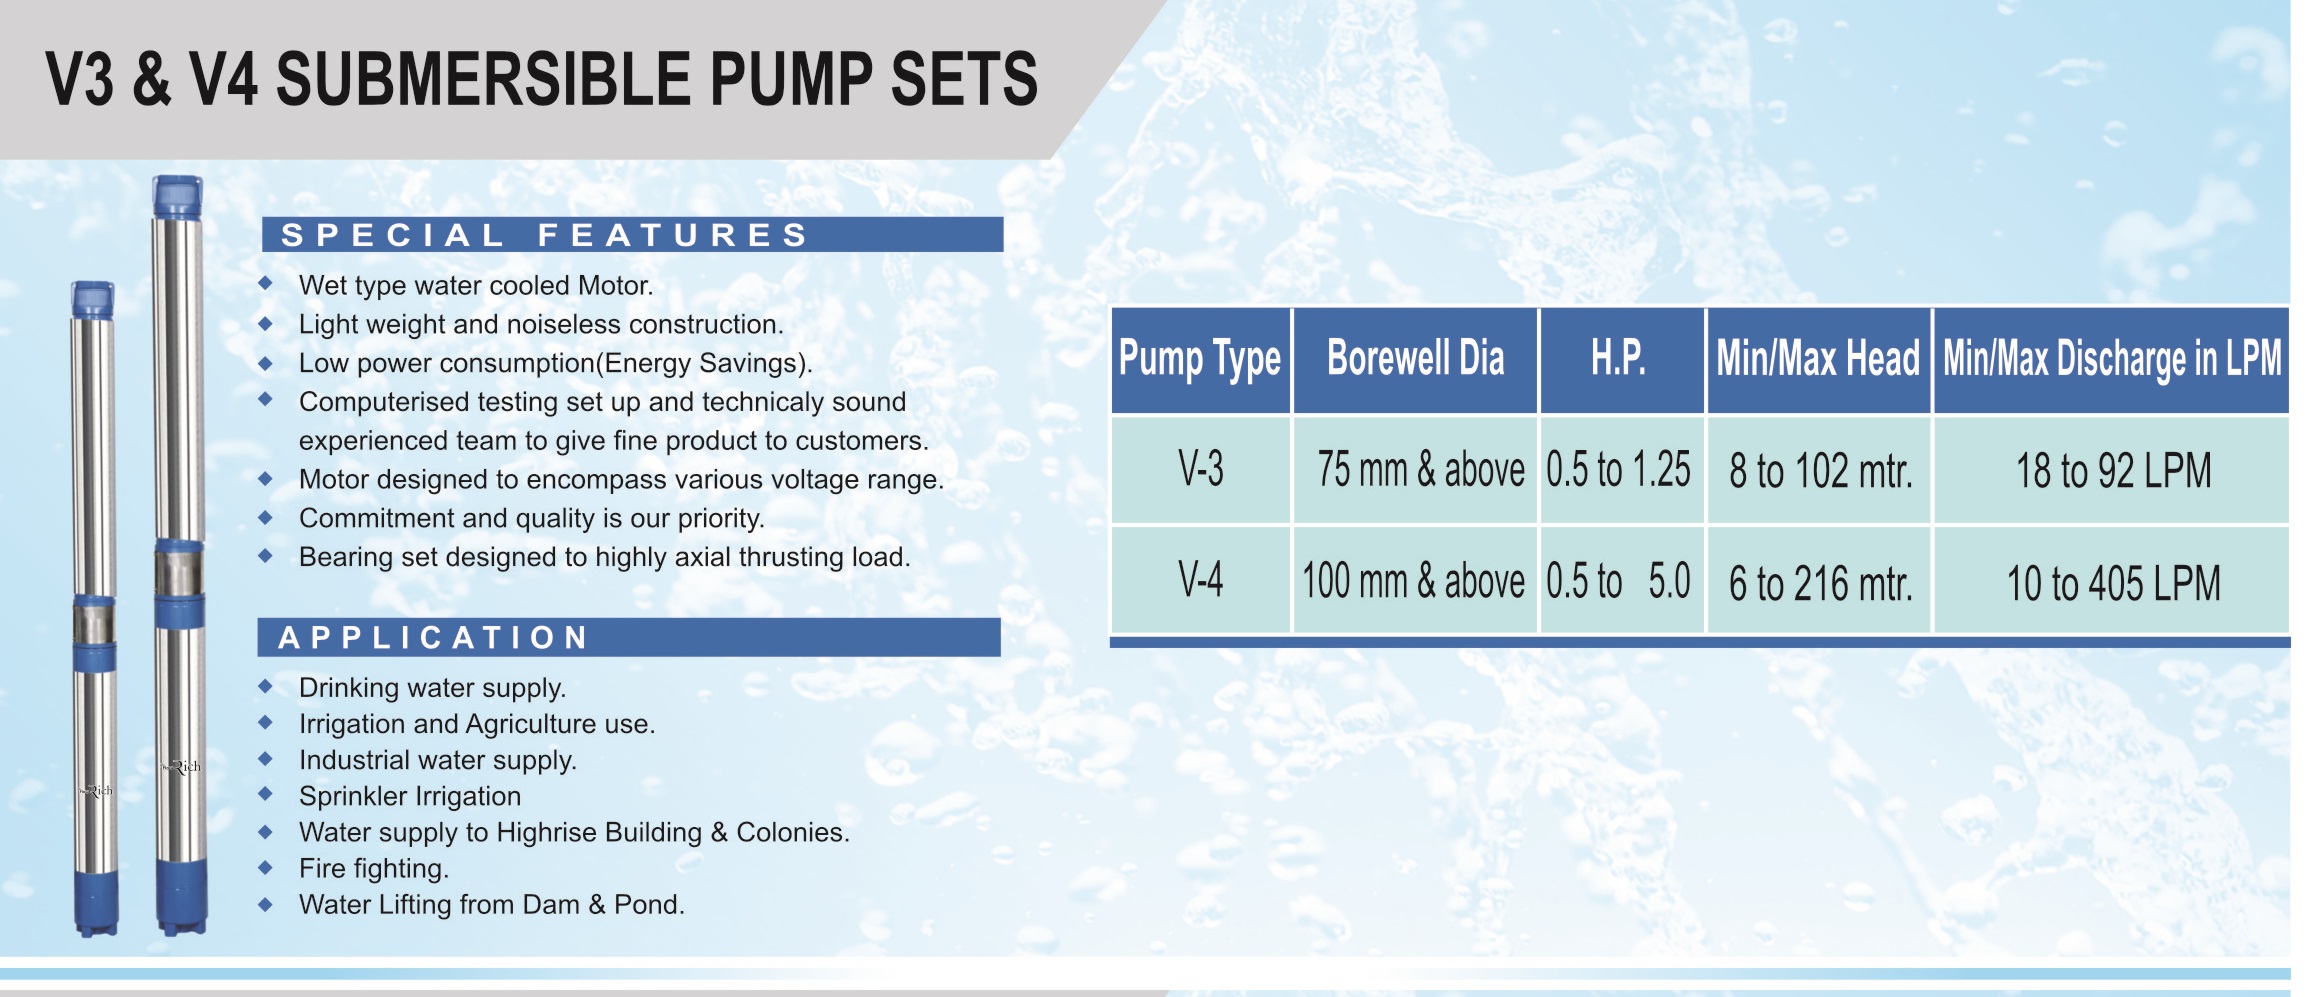 V3 & V4 SUBMERSIBLE PUMP SETS
SPECIAL FEATURES
Wet type water cooled Motor.
Light weight and noiseless construction.
Low power consumption(Energy Savings).
Computerised testing set up and technicaly sound
experienced team to give fine product to customers.
Motor designed to encompass various voltage range.
Commitment and quality is our priority.
Bearing set designed to highly axial thrusting load.
APPLICATION
Drinking water supply.
Irrigation and Agriculture use.
Industrial water supply.
Sprinkler Irrigation
Water supply to Highrise Building & Colonies.
Fire fighting.
Water Lifting from Dam & Pond.
Rich
Rich
Pump Type Borewell Dia H.P. Min/Max Head Min/Max Discharge in LPM
V-3 75 mm & above 0.5 to 1.25 8 to 102 mtr. 18 to 92 LPM
V-4 100 mm & above 0.5 to 5.0 6 to 216 mtr. 10 to 405 LPM